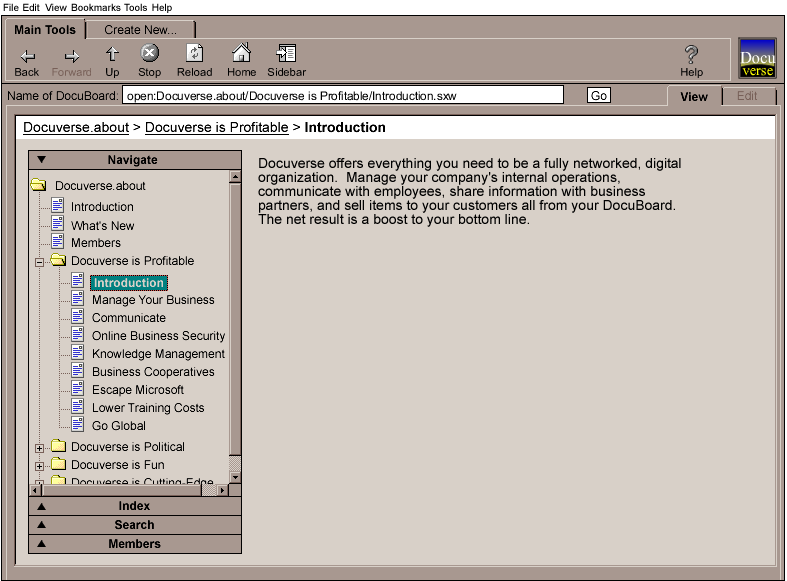 File Edit View Bookmarks Tools Help
Main Tools Create New...
Back Forward Up Stop Reload Home Sidebar Help
Docu
verse
Name of DocuBoard: open:Docuverse.about/Docuverse is Profitable/Introduction.sxw Go View Edit
Docuverse.about > Docuverse is Profitable > Introduction
Navigate
Docuverse.about
Introduction
What's New
Members
Docuverse is Profitable
Introduction
Manage Your Business
Communicate
Online Business Security
Knowledge Management
Business Cooperatives
Escape Microsoft
Lower Training Costs
Go Global
Docuverse is Political
Docuverse is Fun
Docuverse is Cutting-Edge
Index
Search
Members
Docuverse offers everything you need to be a fully networked, digital
organization. Manage your company's internal operations,
communicate with employees, share information with business
partners, and sell items to your customers all from your DocuBoard.
The net result is a boost to your bottom line.